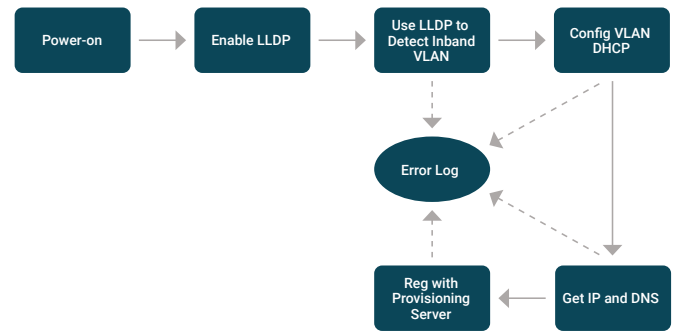 Power-on
Enable LLDP
Use LLDP to
Detect Inband
VLAN
Config VLAN
DHCP
Error Log
Reg with
Provisioning
Server
Get IP and DNS